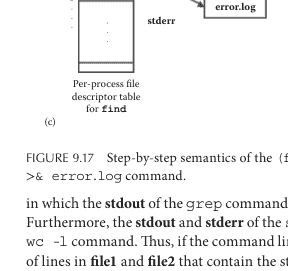 error.log
stderr
Per-process file
descriptor table
for find
(c)
FIGURE 9.17 Step-by-step semantics of the (f
>& error.log command.
in which the stdout of the grep command
Furthermore, the stdout and stderr of the s
wc -l command. Thus, if the command lin
of lines in file1 and file2 that contain the st